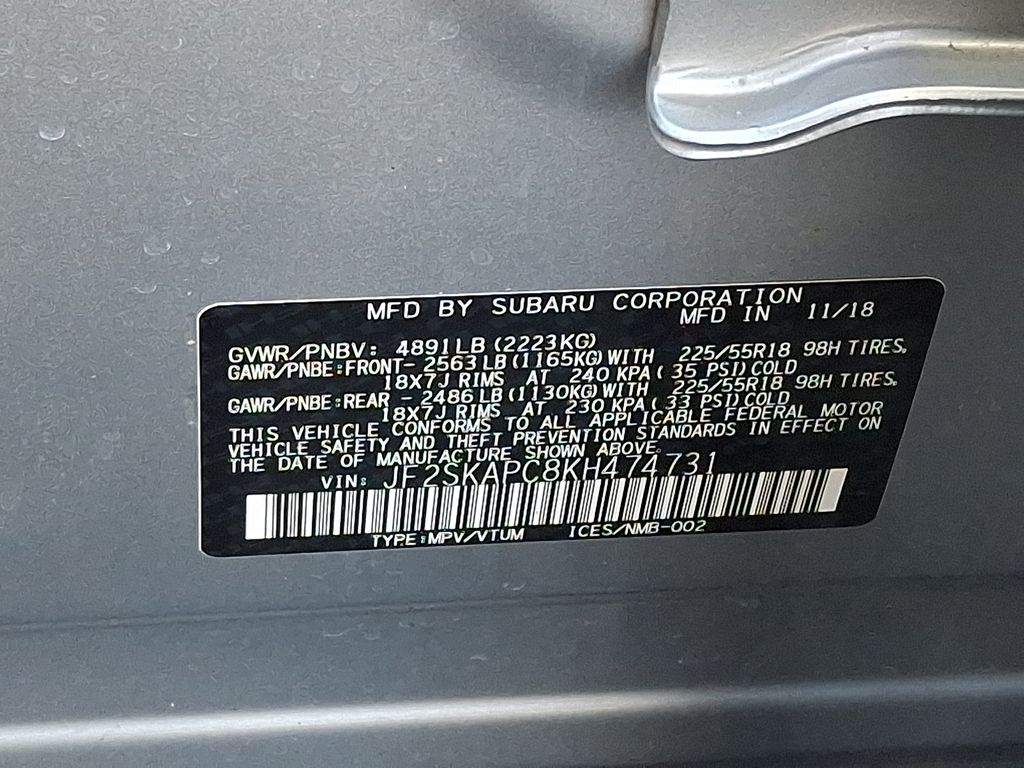 MFD BY SUBARU CORPORATION
MFD IN 11/18
GVWR/PNBV: 4891LB(2223KG)
GAWR/PNBE:FRONT- 2563LB(1165KG)WITH 225/55R18 98H TIRES.
18X7J RIMS AT 240 KPA( 35 PSI)COLD
GAWR/PNBE:REAR - 2486LB(1130KG)WITH 225/55R18 98H TIRES.
18X7J RIMS AT 230 KPA( 33 PSI)COLD
THIS VEHICLE CONFORMS TO ALL APPLICABLE FEDERAL MOTOR
VEHICLE SAFETY AND THEFT PREVENTION STANDARDS IN EFFECT ON
THE DATE OF MANUFACTURE SHOWN ABOVE.
VIN: JF2SKAPC8KH474731
TYPE:MPV/VTUM ICES/NMB-002